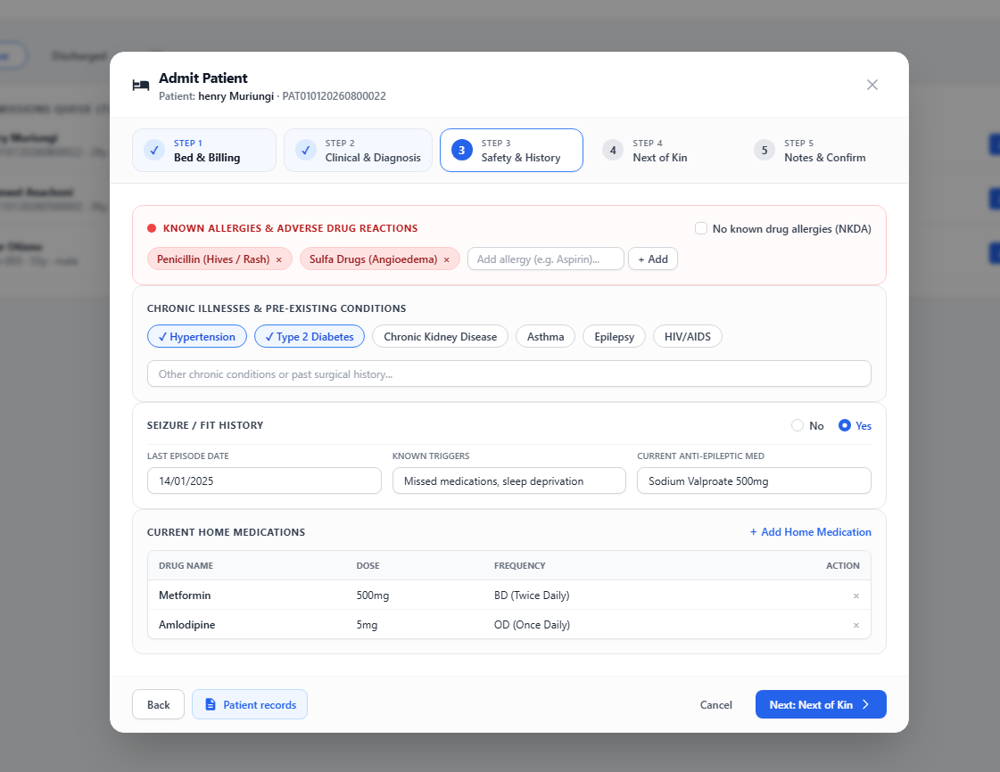 Discharged
Admit Patient
Patient: henry Muriungi · PAT010120260800022
✓ STEP 1
Bed & Billing
✓ STEP 2
Clinical & Diagnosis
3 STEP 3
Safety & History
4 STEP 4
Next of Kin
5 STEP 5
Notes & Confirm
KNOWN ALLERGIES & ADVERSE DRUG REACTIONS
No known drug allergies (NKDA)
Penicillin (Hives / Rash) × Sulfa Drugs (Angioedema) × Add allergy (e.g. Aspirin)... + Add
CHRONIC ILLNESSES & PRE-EXISTING CONDITIONS
✓ Hypertension ✓ Type 2 Diabetes Chronic Kidney Disease Asthma Epilepsy HIV/AIDS
Other chronic conditions or past surgical history...
SEIZURE / FIT HISTORY No Yes
LAST EPISODE DATE KNOWN TRIGGERS CURRENT ANTI-EPILEPTIC MED
14/01/2025 Missed medications, sleep deprivation Sodium Valproate 500mg
CURRENT HOME MEDICATIONS + Add Home Medication
DRUG NAME DOSE FREQUENCY ACTION
Metformin 500mg BD (Twice Daily) ×
Amlodipine 5mg OD (Once Daily) ×
Back Patient records Cancel Next: Next of Kin